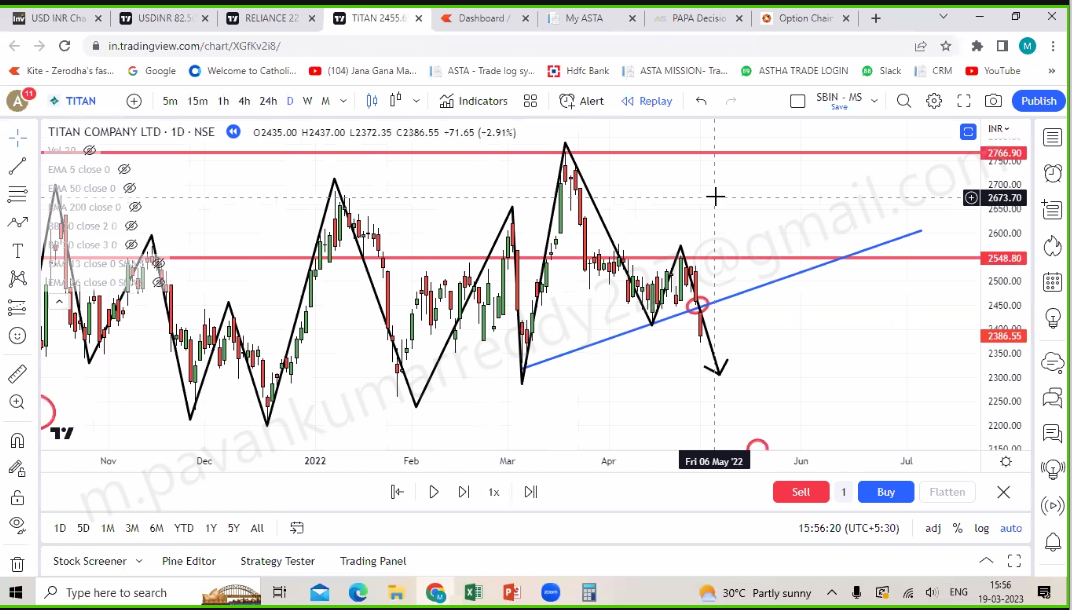 USD INR Cha
USDINR 82.5
RELIANCE 22
TITAN 2455.6
Dashboard /
My ASTA
PAPA Decisio
Option Chain
in.tradingview.com/chart/XGfKv2i8/
M
Kite - Zerodha's fas...
Google
Welcome to Catholi...
(104) Jana Gana Ma...
ASTA - Trade log sy...
Hdfc Bank
ASTA MISSION- Tra...
ASTHA TRADE LOGIN
Slack
CRM
YouTube
»
A 11
TITAN
5m 15m 1h 4h 24h D W M
Indicators
Alert
Replay
SBIN - MS
Save
Publish
TITAN COMPANY LTD · 1D · NSE
O2435.00 H2437.00 L2372.35 C2386.55 -71.65 (-2.91%)
INR
Vol 20
EMA 5 close 0
EMA 50 close 0
EMA 200 close 0
2766.90
2750.00
2700.00
2673.70
2650.00
2600.00
2548.80
2500.00
2450.00
2400.00
2386.55
2350.00
2300.00
2250.00
2200.00
2150.00
m.pavankumarreddy225@gmail.com
Nov
Dec
2022
Feb
Mar
Apr
Fri 06 May '22
Jun
Jul
1x
Sell
1
Buy
Flatten
1D 5D 1M 3M 6M YTD 1Y 5Y All
15:56:20 (UTC+5:30)
adj % log auto
Stock Screener
Pine Editor
Strategy Tester
Trading Panel
Type here to search
zoom
30°C Partly sunny
ENG
15:56
19-03-2023